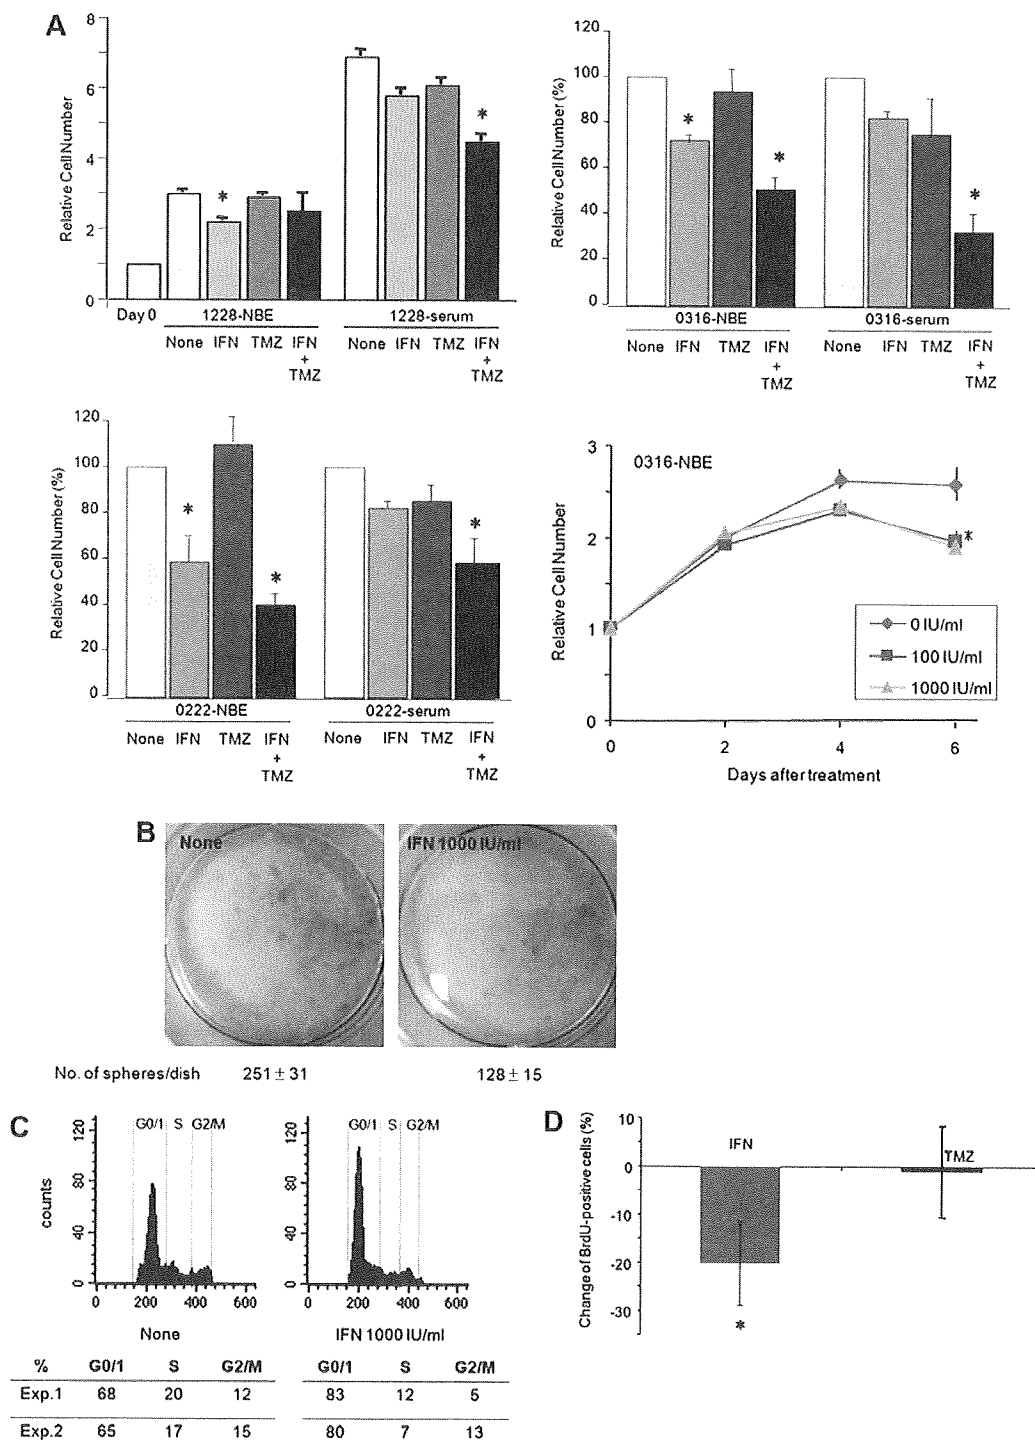 A
8
6
4
2
0
Relative Cell Number
Day 0
1228-NBE
1228-serum
None IFN TMZ IFN + TMZ
None IFN TMZ IFN + TMZ
*
*
120
100
80
60
40
20
0
Relative Cell Number (%)
0316-NBE
0316-serum
None IFN TMZ IFN + TMZ
None IFN TMZ IFN + TMZ
*
*
*
120
100
80
60
40
20
0
Relative Cell Number (%)
0222-NBE
0222-serum
None IFN TMZ IFN + TMZ
None IFN TMZ IFN + TMZ
*
*
*
3
2
1
0
Relative Cell Number
0316-NBE
*
0 IU/ml
100 IU/ml
1000 IU/ml
0 2 4 6
Days after treatment
B
None
IFN 1000 IU/ml
No. of spheres/dish 251 ± 31 128 ± 15
C
counts
120
80
40
0
G0/1 S G2/M
0 200 400 600
None
120
80
40
0
G0/1 S G2/M
0 200 400 600
IFN 1000 IU/ml
% G0/1 S G2/M G0/1 S G2/M
Exp.1 68 20 12 83 12 5
Exp.2 65 17 15 80 7 13
D
Change of BrdU-positive cells (%)
10
0
-10
-20
-30
IFN
TMZ
*